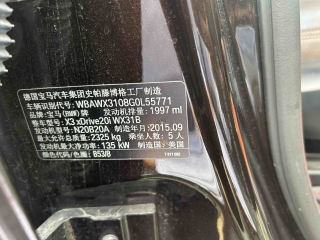 德国宝马汽车集团史帕腾博格工厂制造
车辆识别代号: WBAWX3108G0L55771
品牌: 宝马(BMW)牌 发动机排量: 1997 ml
整车型号: X3 xDrive20i WX31B
发动机型号: N20B20A 制造年月: 2015.09
最大允许总质量: 2325 kg 乘坐人数: 5 人
发动机最大净功率: 135 kW 制造国: 美国
颜色代码/色墨: B53/8